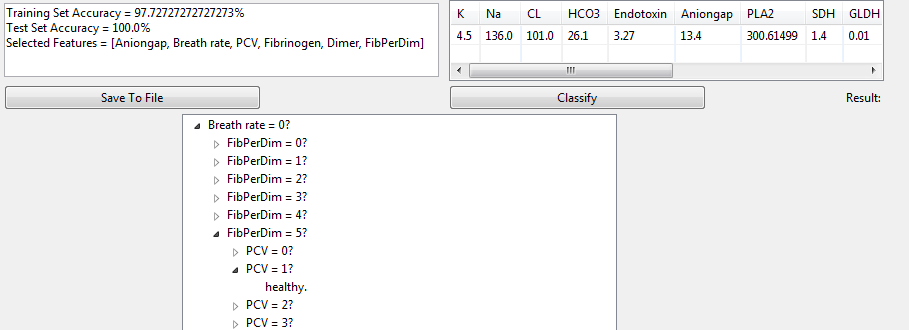 Training Set Accuracy = 97.72727272727273%
Test Set Accuracy = 100.0%
Selected Features = [Aniongap, Breath rate, PCV, Fibrinogen, Dimer, FibPerDim]
K Na CL HCO3 Endotoxin Aniongap PLA2 SDH GLDH
4.5 136.0 101.0 26.1 3.27 13.4 300.61499 1.4 0.01
Save To File
Classify
Result:
Breath rate = 0?
FibPerDim = 0?
FibPerDim = 1?
FibPerDim = 2?
FibPerDim = 3?
FibPerDim = 4?
FibPerDim = 5?
PCV = 0?
PCV = 1?
healthy.
PCV = 2?
PCV = 3?